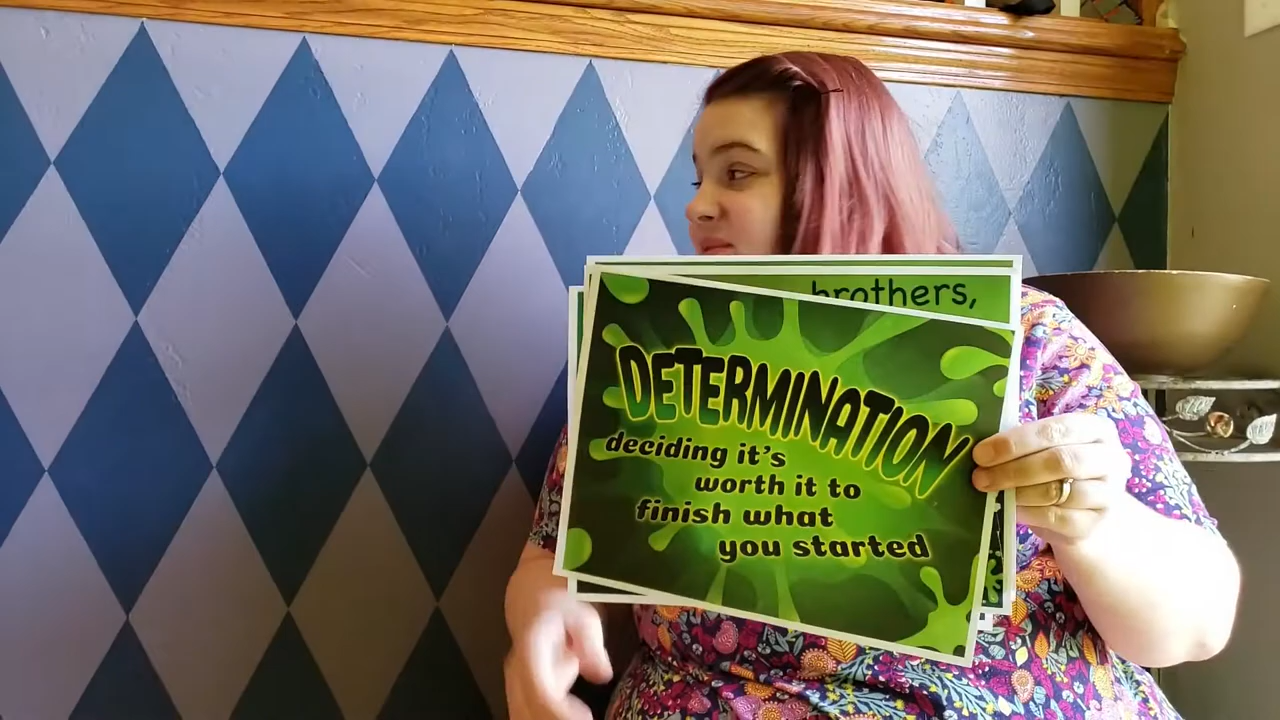 brothers,
DETERMINATION
deciding it's
worth it to
finish what
you started